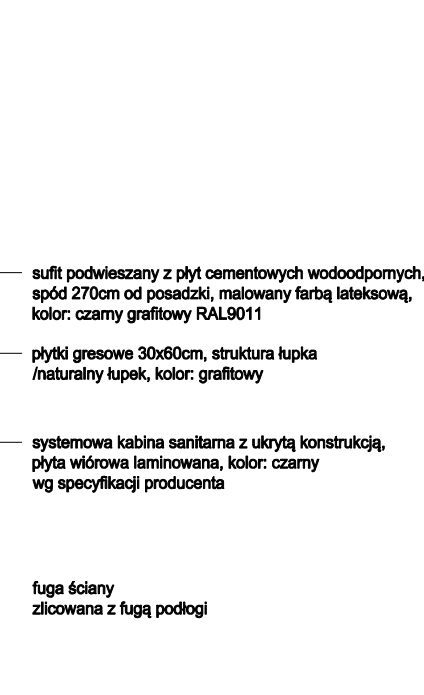 sufit podwieszany z płyt cementowych wodoodpornych,
spód 270cm od posadzki, malowany farbą lateksową,
kolor: czarny grafitowy RAL9011
płytki gresowe 30x60cm, struktura łupka
/naturalny łupek, kolor: grafitowy
systemowa kabina sanitarna z ukrytą konstrukcją,
płyta wiórowa laminowana, kolor: czarny
wg specyfikacji producenta
fuga ściany
zlicowana z fugą podłogi